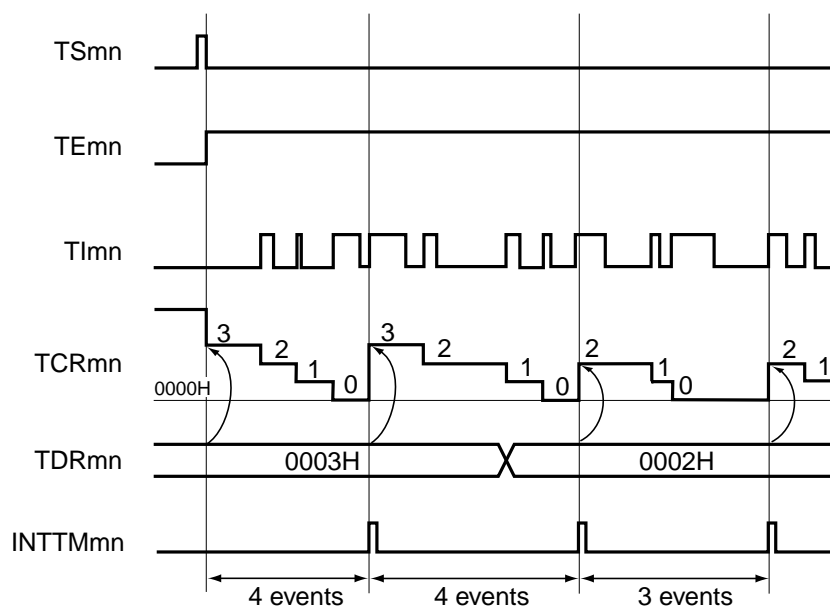 TSmn
TEmn
TImn
TCRmn
3
2
1
0
3
2
1
0
2
1
0
2
1
0000H
TDRmn
0003H
0002H
INTTMmn
4 events
4 events
3 events